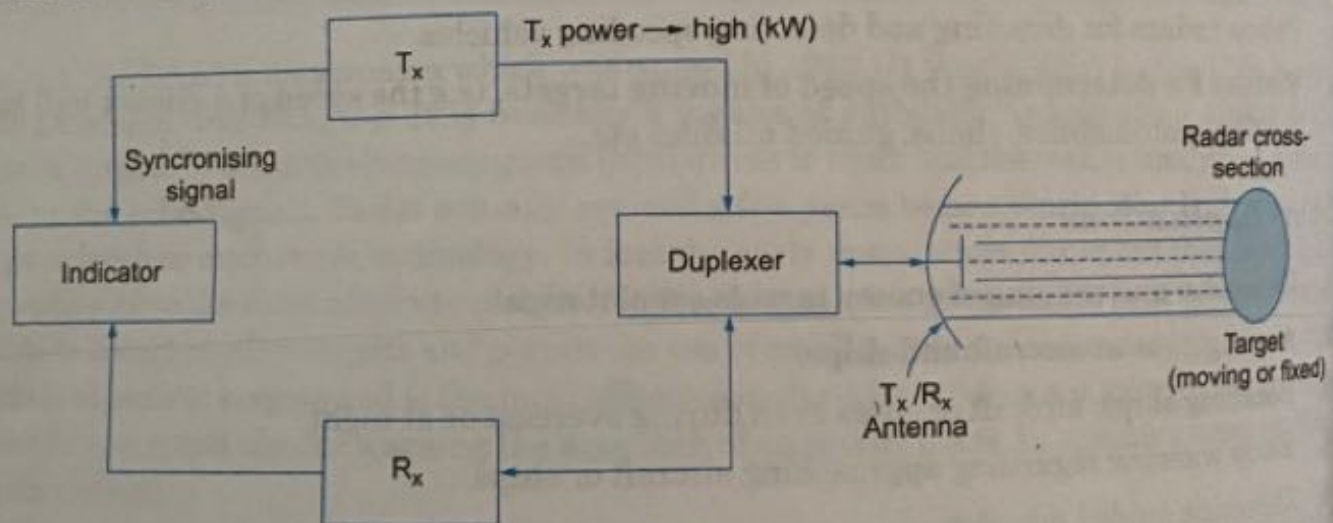 Tx
Tx power → high (kW)
Syncronising
signal
Indicator
Duplexer
Radar cross-
section
Target
(moving or fixed)
Tx/Rx
Antenna
Rx